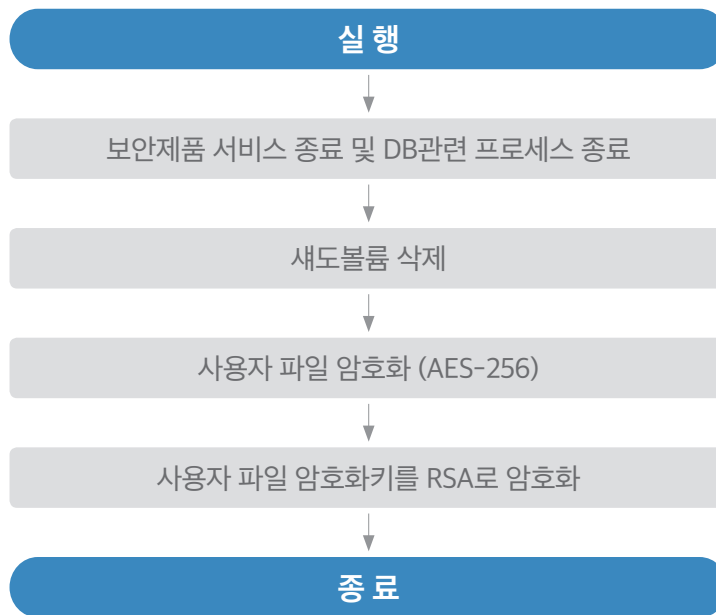 실 행
보안제품 서비스 종료 및 DB관련 프로세스 종료
섀도볼륨 삭제
사용자 파일 암호화 (AES-256)
사용자 파일 암호화키를 RSA로 암호화
종 료